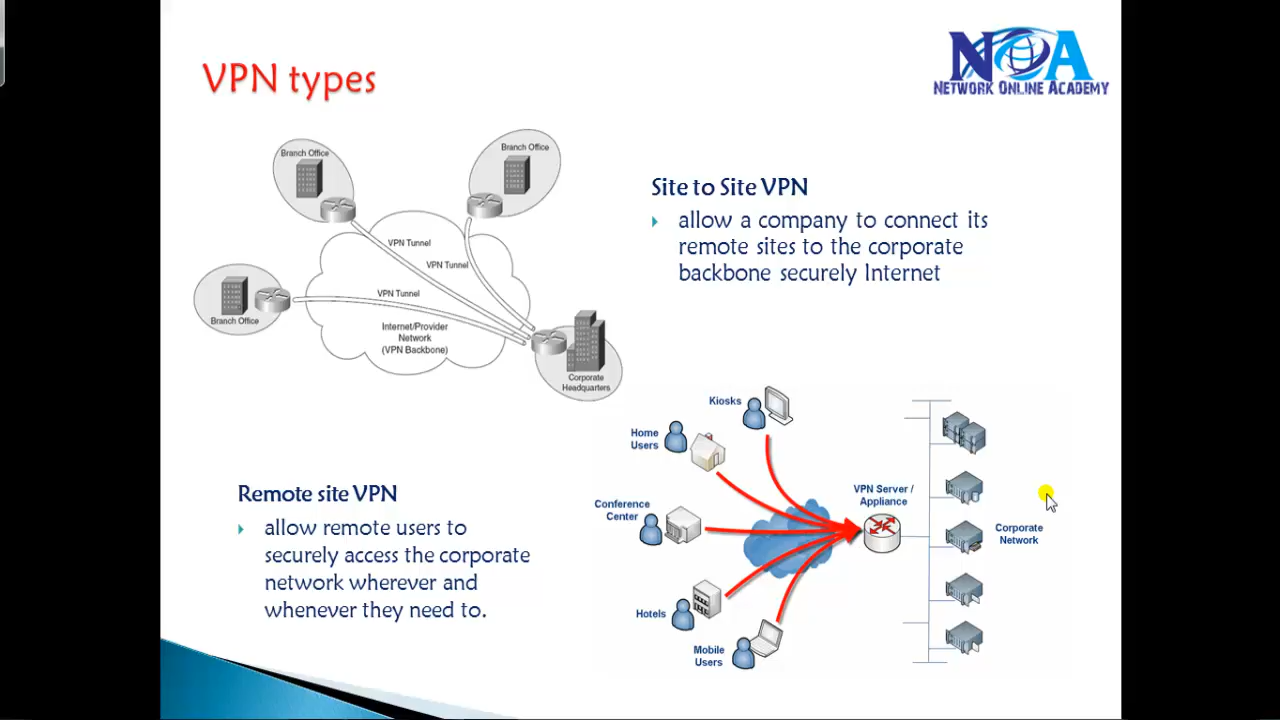 VPN types
NOA
NETWORK ONLINE ACADEMY
Branch Office
Branch Office
VPN Tunnel
VPN Tunnel
VPN Tunnel
Branch Office
Internet/Provider
Network
(VPN Backbone)
Corporate
Headquarters
Site to Site VPN
allow a company to connect its
remote sites to the corporate
backbone securely Internet
Remote site VPN
allow remote users to
securely access the corporate
network wherever and
whenever they need to.
Kiosks
Home
Users
Conference
Center
Hotels
Mobile
Users
VPN Server /
Appliance
Corporate
Network